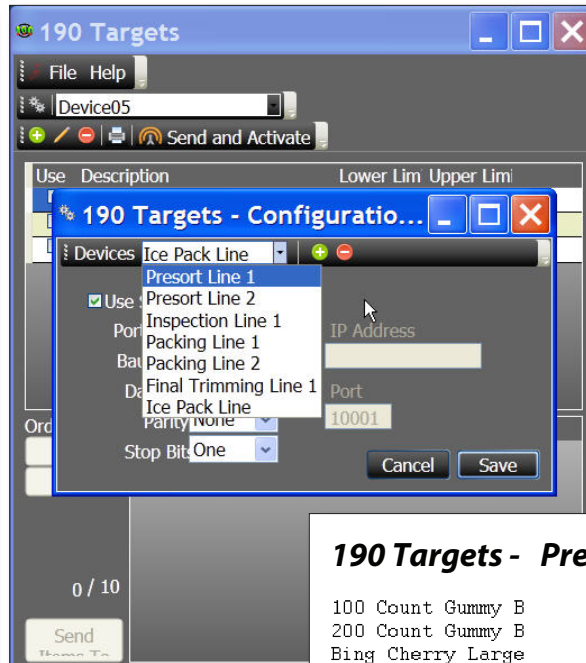 190 Targets
File Help
Device05
Send and Activate
Use Description Lower Lim Upper Limi
190 Targets - Configuratio...
Devices Ice Pack Line
Presort Line 1
Presort Line 2
Inspection Line 1
Packing Line 1
Packing Line 2
Final Trimming Line 1
Ice Pack Line
Use
Por
IP Address
Bau
Da
Port
Parity None
10001
Stop Bit One
Cancel Save
Ord
0 / 10
Send
Items To
190 Targets - Pre
100 Count Gummy B
200 Count Gummy B
Bing Cherry Large